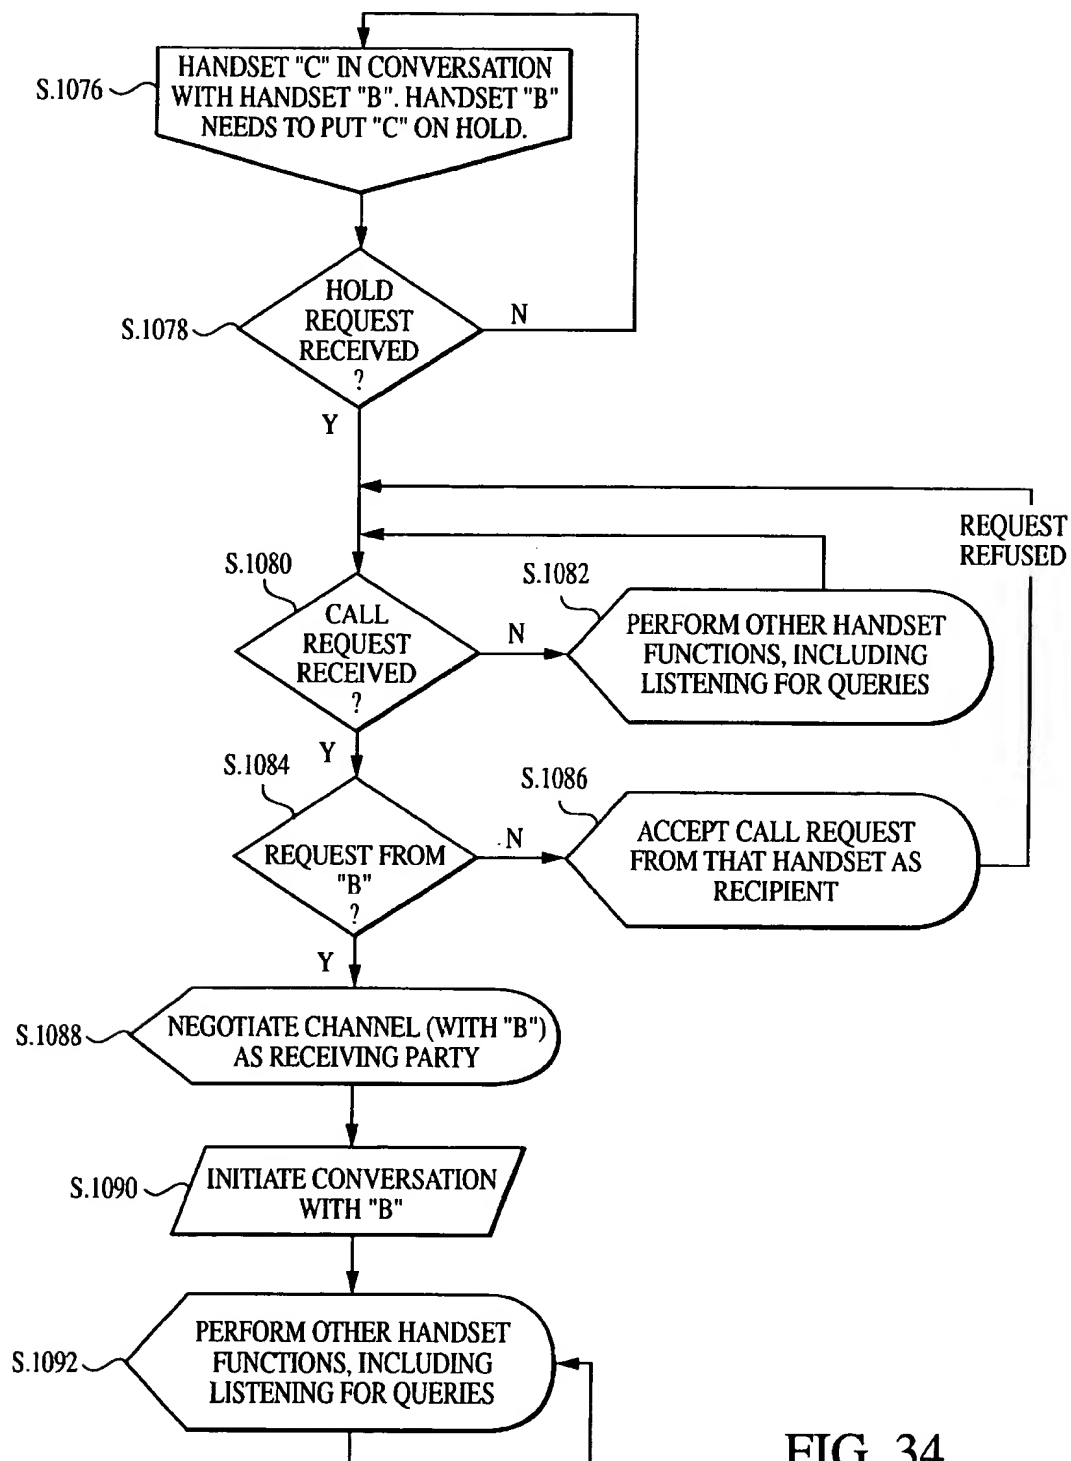 S.1076
HANDSET "C" IN CONVERSATION
WITH HANDSET "B". HANDSET "B"
NEEDS TO PUT "C" ON HOLD.
S.1078
HOLD
REQUEST
RECEIVED
?
N
Y
REQUEST
REFUSED
S.1080
CALL
REQUEST
RECEIVED
?
N
Y
S.1082
PERFORM OTHER HANDSET
FUNCTIONS, INCLUDING
LISTENING FOR QUERIES
S.1084
REQUEST FROM
"B"
?
N
Y
S.1086
ACCEPT CALL REQUEST
FROM THAT HANDSET AS
RECIPIENT
S.1088
NEGOTIATE CHANNEL (WITH "B")
AS RECEIVING PARTY
S.1090
INITIATE CONVERSATION
WITH "B"
S.1092
PERFORM OTHER HANDSET
FUNCTIONS, INCLUDING
LISTENING FOR QUERIES
FIG. 34